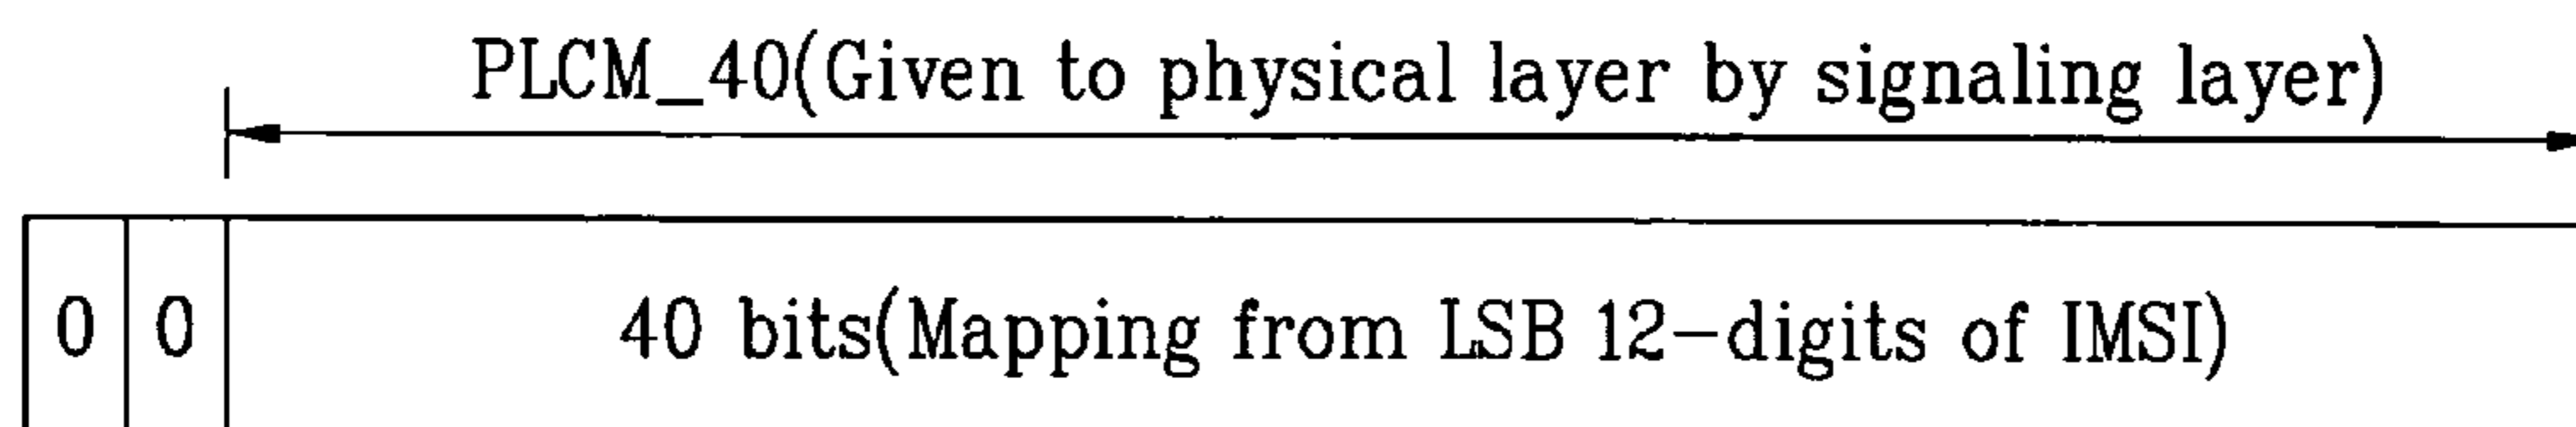 PLCM_40(Given to physical layer by signaling layer)
0 0 40 bits(Mapping from LSB 12-digits of IMSI)